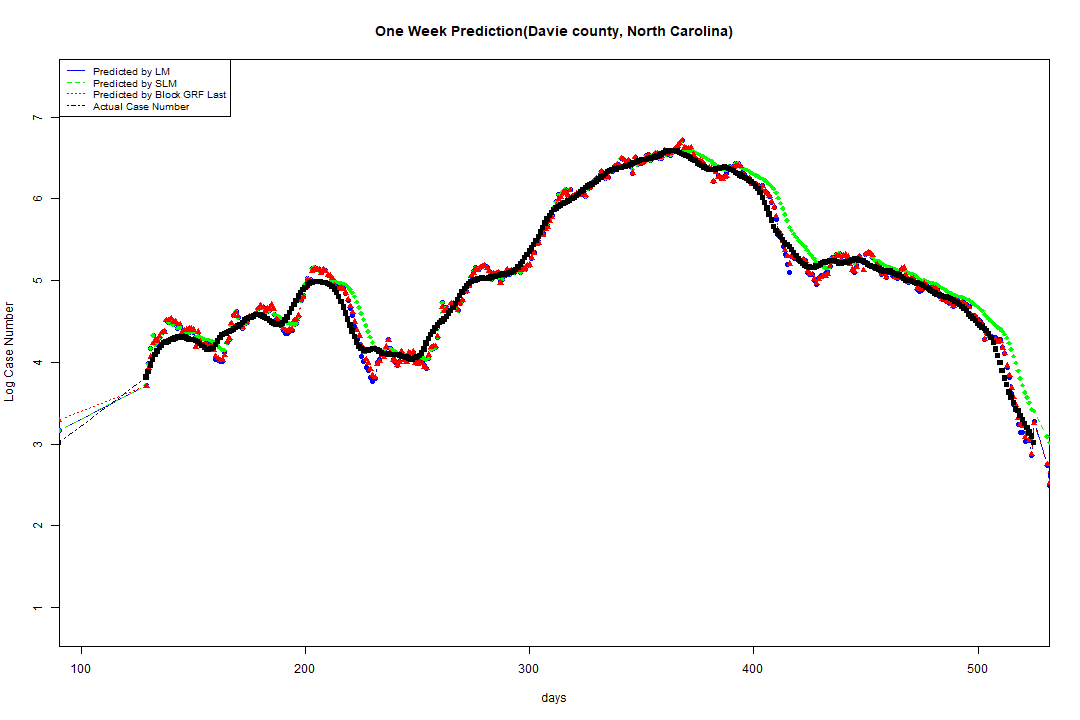 One Week Prediction(Davie county, North Carolina)
Predicted by LM
Predicted by SLM
Predicted by Block GRF Last
Actual Case Number
7
6
5
4
3
2
1
Log Case Number
100 200 300 400 500
days